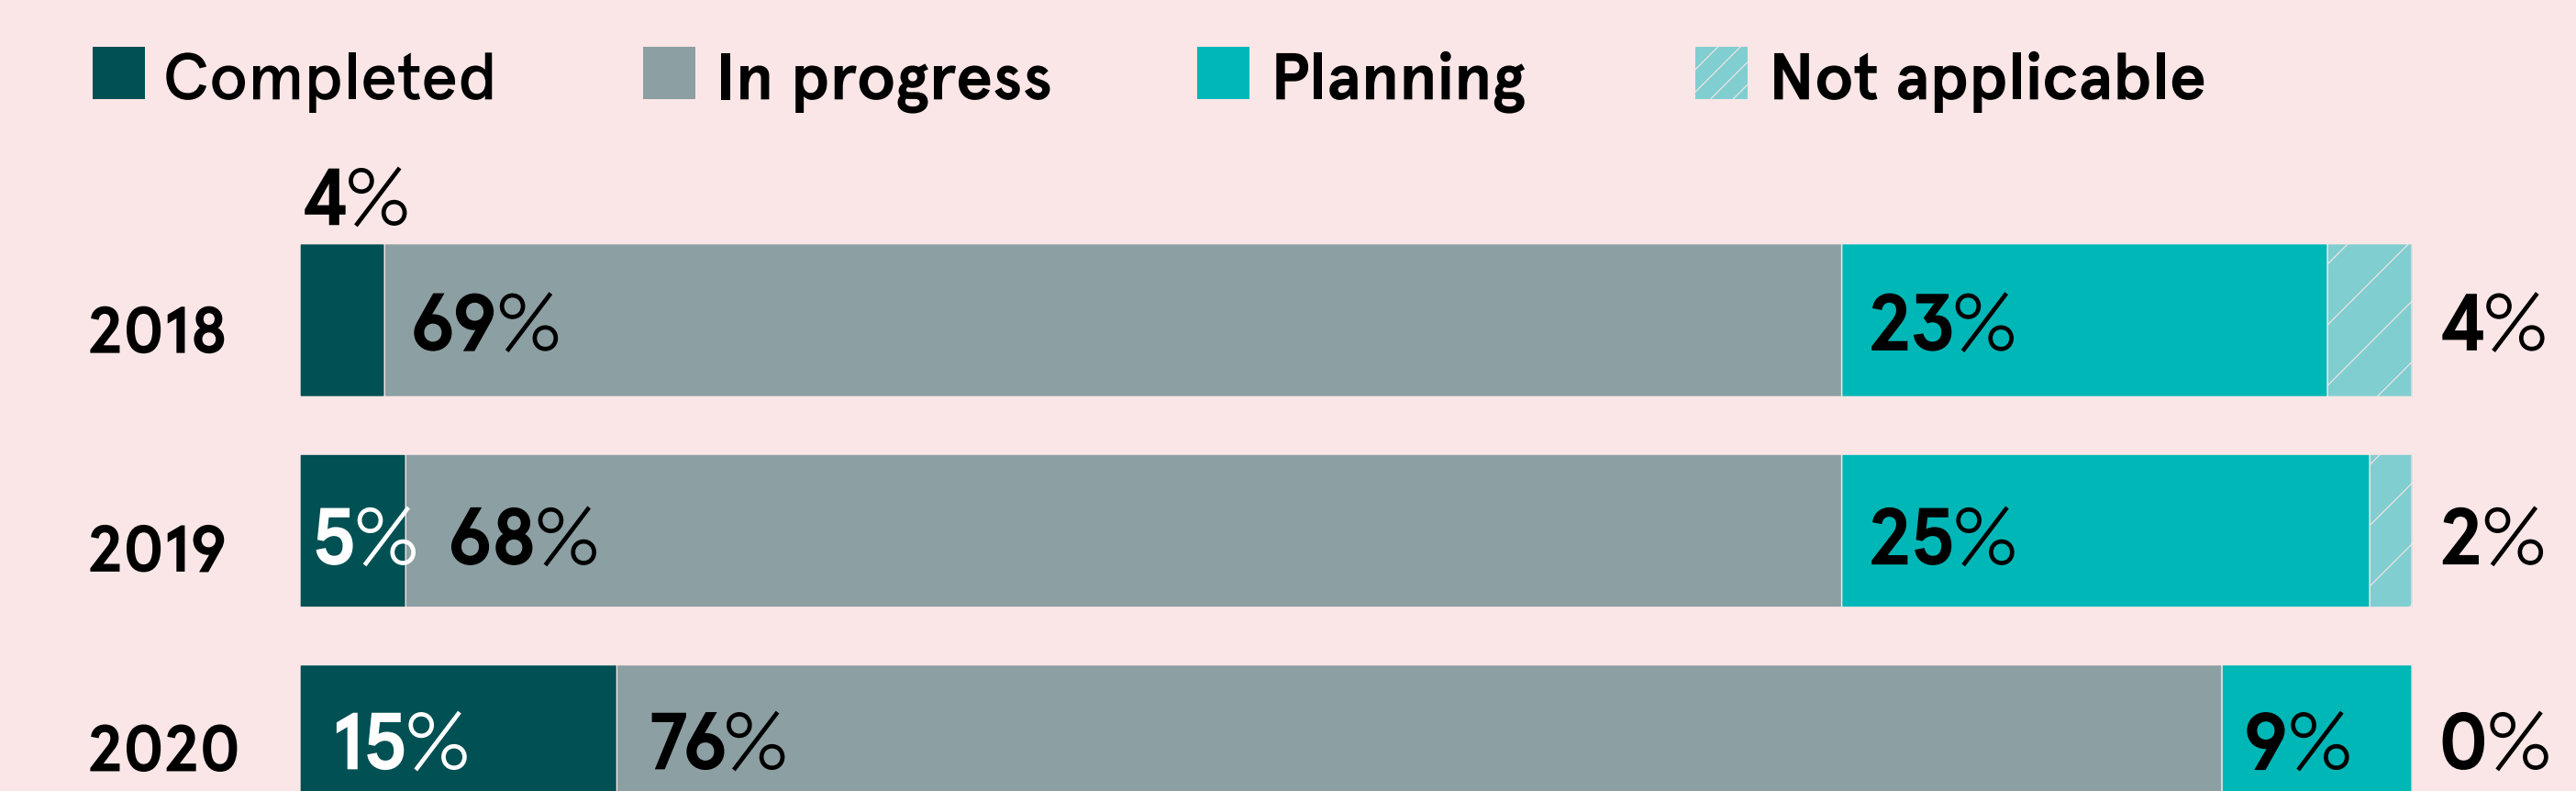 Completed In progress Planning Not applicable
4%
2018 69% 23% 4%
2019 5% 68% 25% 2%
2020 15% 76% 9% 0%